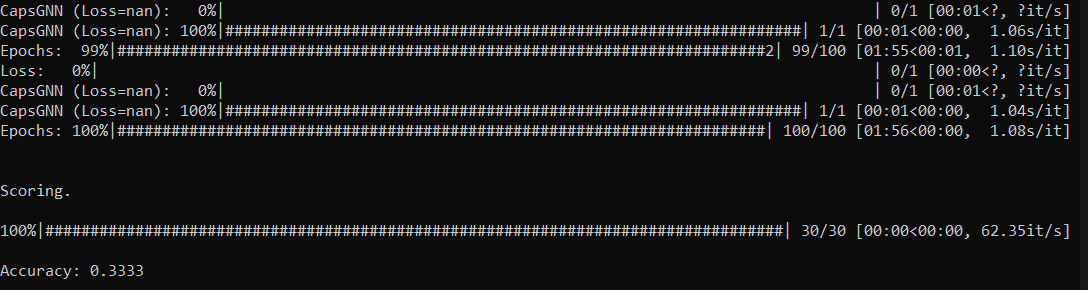 CapsGNN (Loss=nan):   0%|                                                                         | 0/1 [00:01<?, ?it/s]
CapsGNN (Loss=nan): 100%|################################################################| 1/1 [00:01<00:00,  1.06s/it]
Epochs:  99%|########################################################################2| 99/100 [01:55<00:01,  1.10s/it]
Loss:   0%|                                                                                       | 0/1 [00:00<?, ?it/s]
CapsGNN (Loss=nan):   0%|                                                                         | 0/1 [00:01<?, ?it/s]
CapsGNN (Loss=nan): 100%|################################################################| 1/1 [00:01<00:00,  1.04s/it]
Epochs: 100%|########################################################################| 100/100 [01:56<00:00,  1.08s/it]
Scoring.
100%|##################################################################################| 30/30 [00:00<00:00, 62.35it/s]
Accuracy: 0.3333